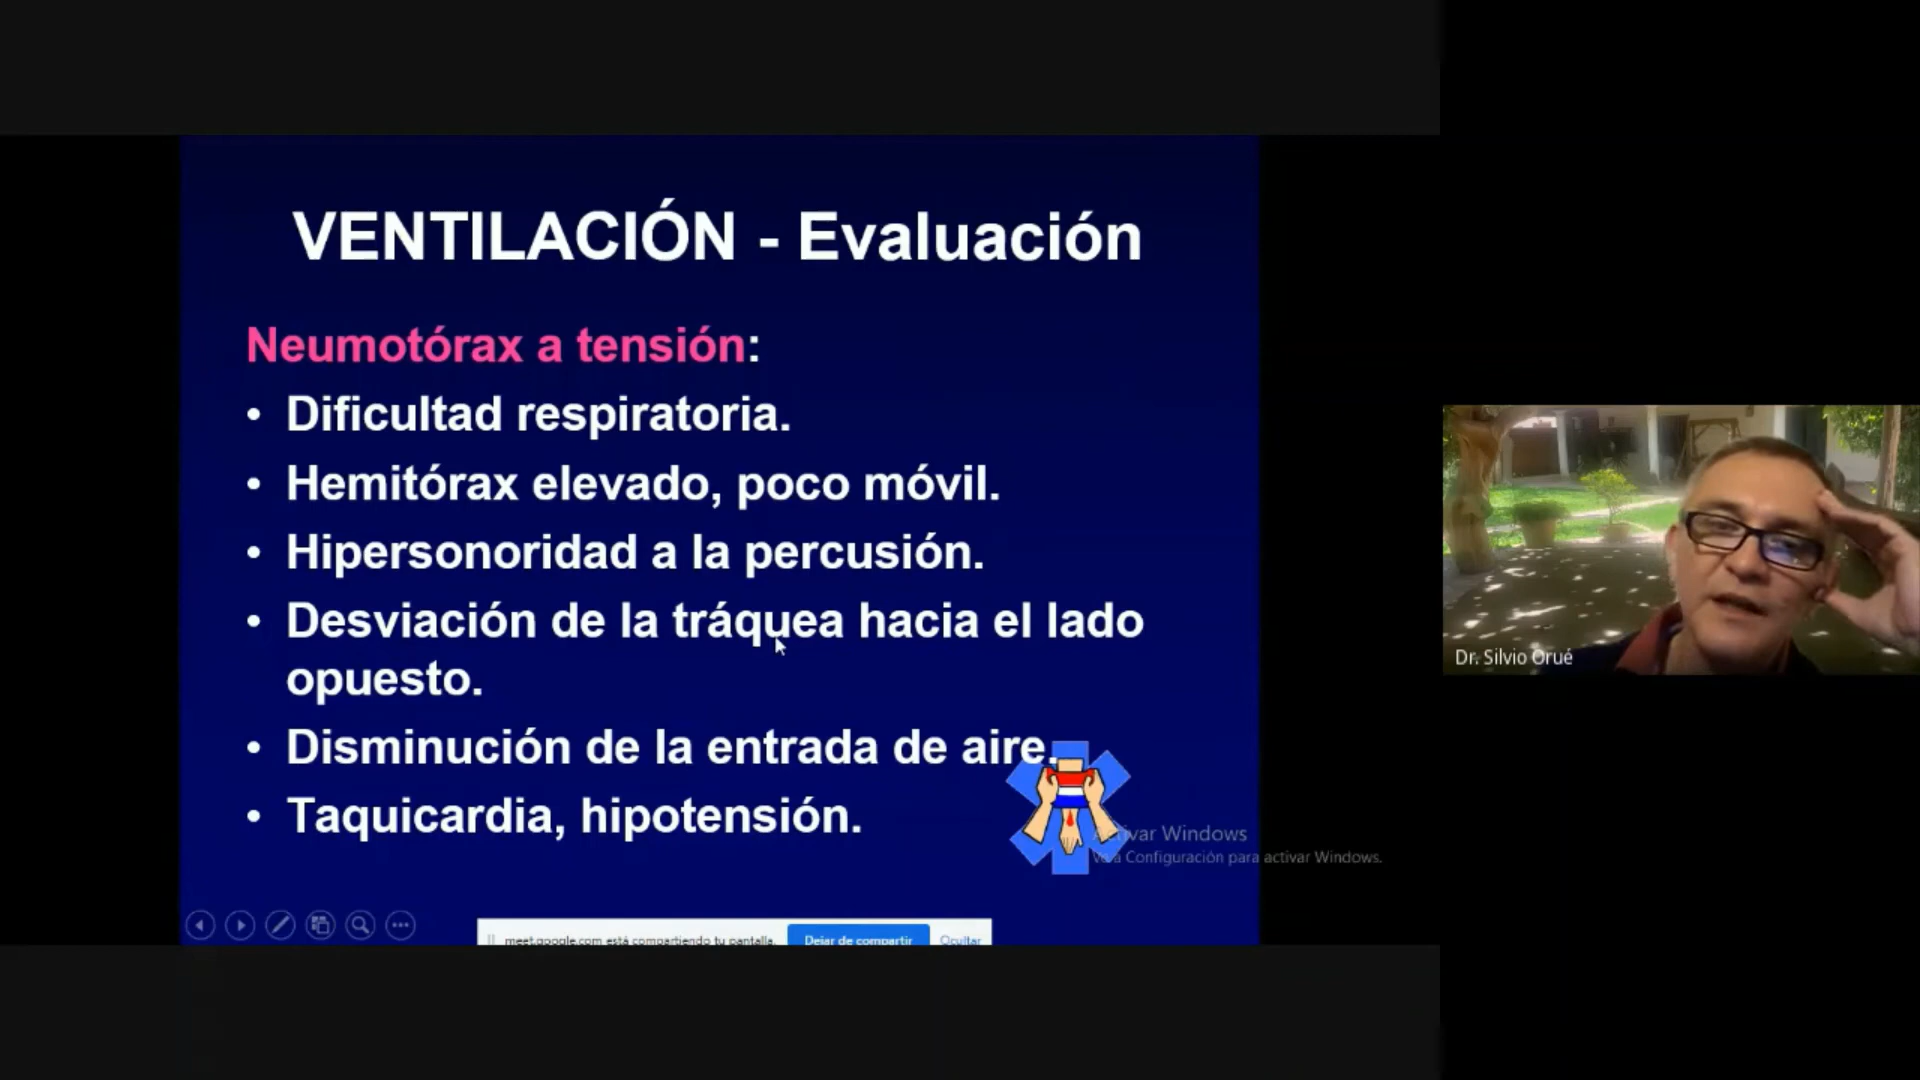 VENTILACIÓN - Evaluación
Neumotórax a tensión:
• Dificultad respiratoria.
• Hemitórax elevado, poco móvil.
• Hipersonoridad a la percusión.
• Desviación de la tráquea hacia el lado
opuesto.
• Disminución de la entrada de aire.
• Taquicardia, hipotensión.
Activar Windows
Ve a Configuración para activar Windows.
meet.google.com está compartiendo tu pantalla.
Dejar de compartir
Ocultar
Dr. Silvio Orué